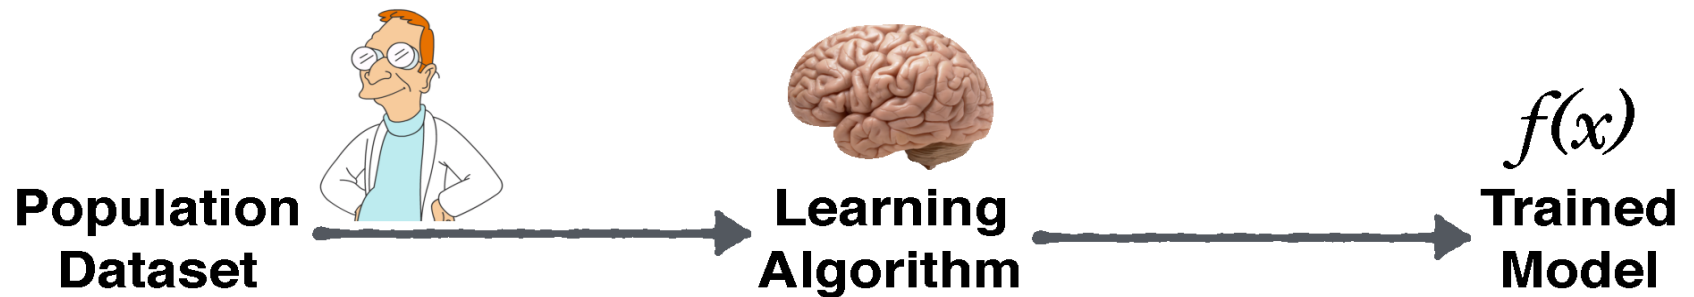 f(x)
Population
Dataset
Learning
Algorithm
Trained
Model